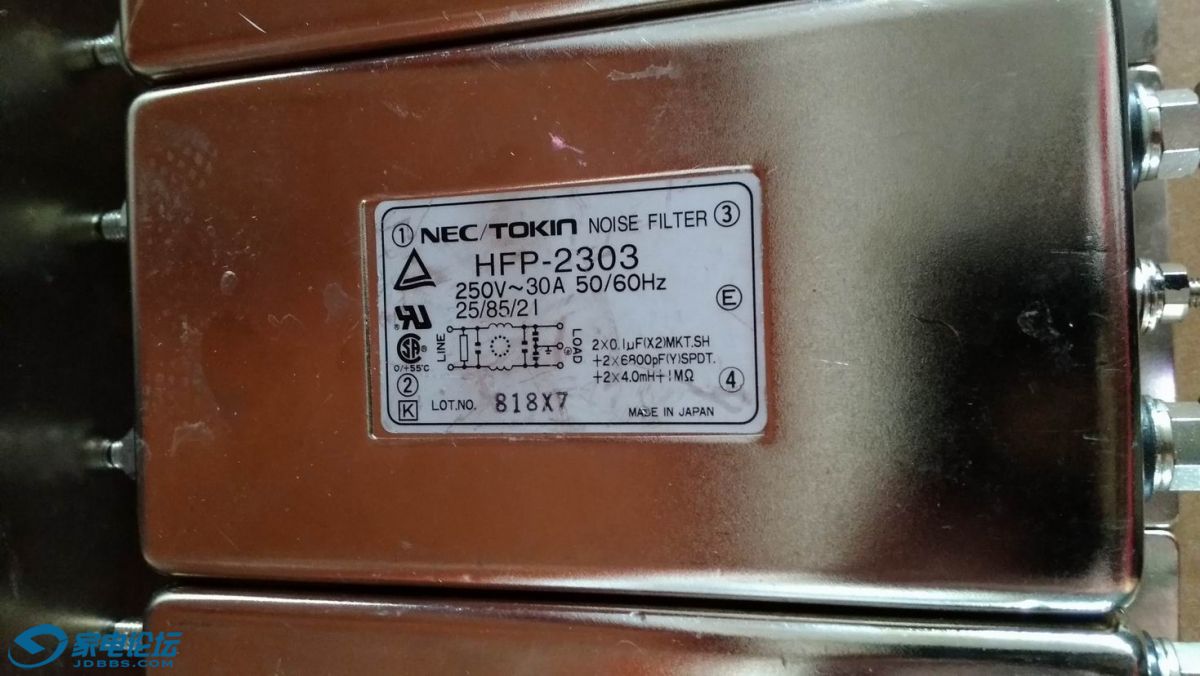 ① NEC/TOKIN NOISE FILTER ③
HFP-2303
250V~30A 50/60Hz
25/85/21
LINE
LOAD
E
2×0.1μF(X2)MKT.SH
+2×6800pF(Y)SPDT.
+2×4.0mH+1MΩ
0/+55°C
② ④
K LOT.NO. 818X7 MADE IN JAPAN
家电论坛
JDBBS.COM